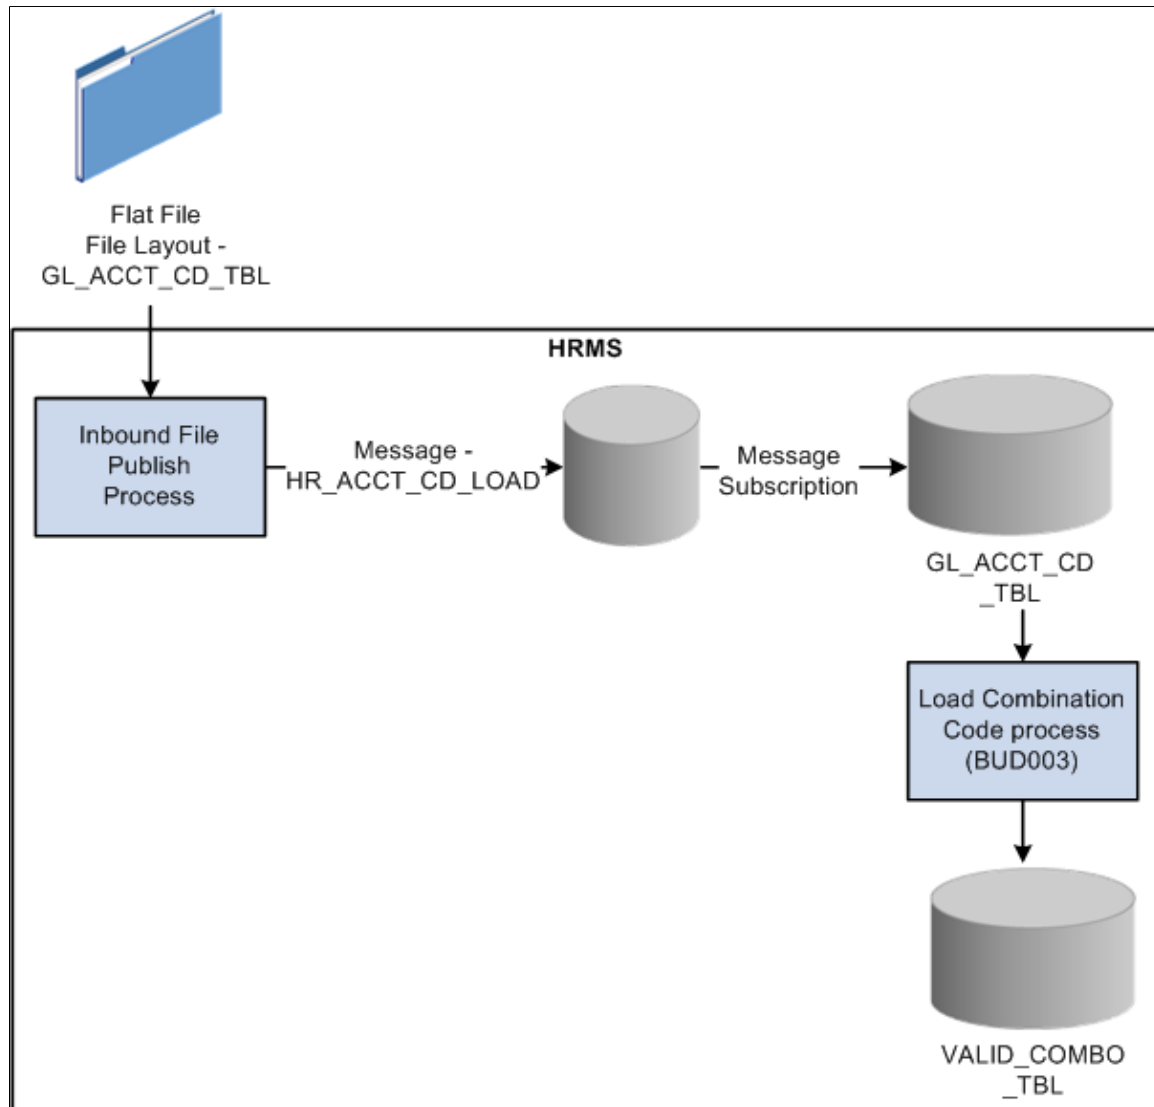 Flat File
File Layout -
GL_ACCT_CD_TBL
HRMS
Inbound File
Publish
Process
Message -
HR_ACCT_CD_LOAD
Message
Subscription
GL_ACCT_CD
_TBL
Load Combination
Code process
(BUD003)
VALID_COMBO
_TBL